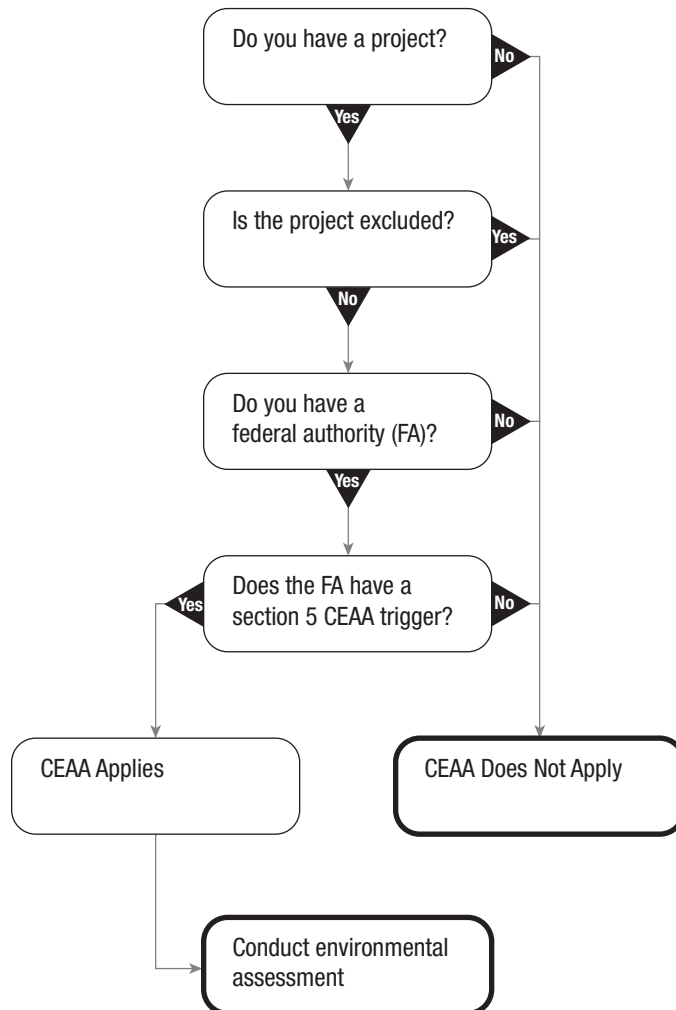 Do you have a project?
No
Yes
Is the project excluded?
Yes
No
Do you have a
federal authority (FA)?
No
Yes
Does the FA have a
section 5 CEAA trigger?
Yes
No
CEAA Applies
CEAA Does Not Apply
Conduct environmental
assessment